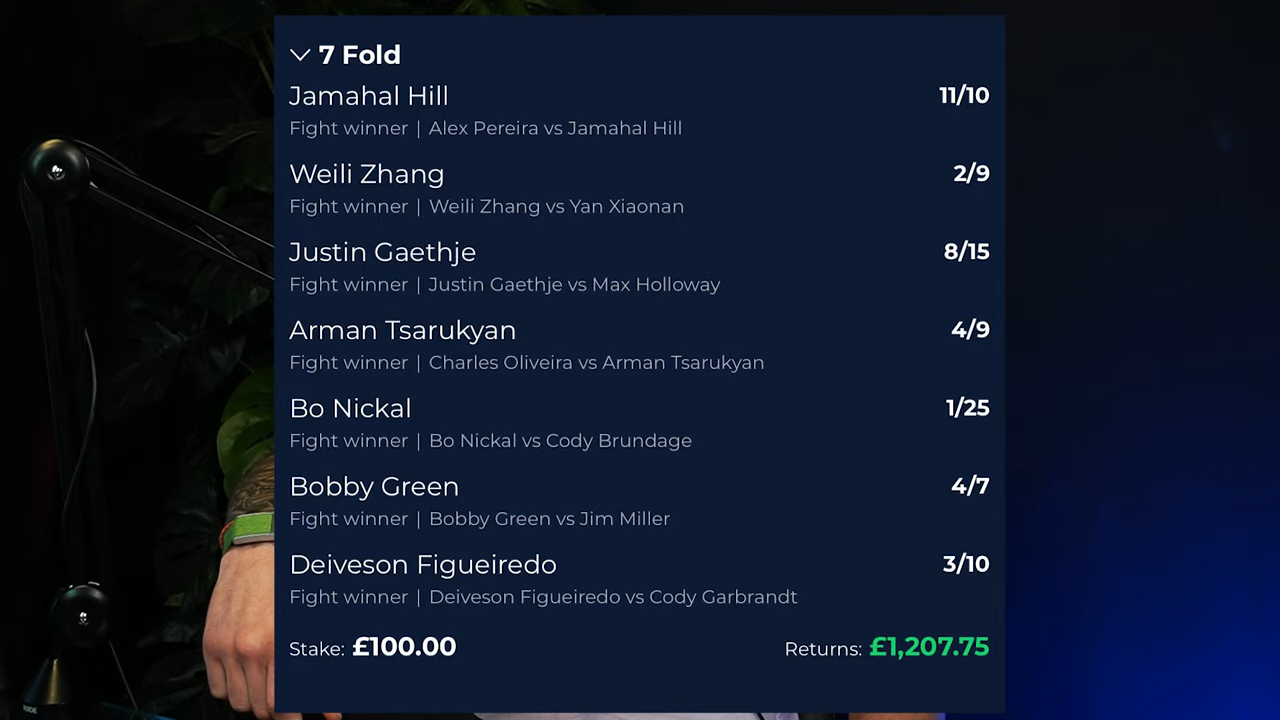 7 Fold
Jamahal Hill 11/10
Fight winner | Alex Pereira vs Jamahal Hill
Weili Zhang 2/9
Fight winner | Weili Zhang vs Yan Xiaonan
Justin Gaethje 8/15
Fight winner | Justin Gaethje vs Max Holloway
Arman Tsarukyan 4/9
Fight winner | Charles Oliveira vs Arman Tsarukyan
Bo Nickal 1/25
Fight winner | Bo Nickal vs Cody Brundage
Bobby Green 4/7
Fight winner | Bobby Green vs Jim Miller
Deiveson Figueiredo 3/10
Fight winner | Deiveson Figueiredo vs Cody Garbrandt
Stake: £100.00 Returns: £1,207.75